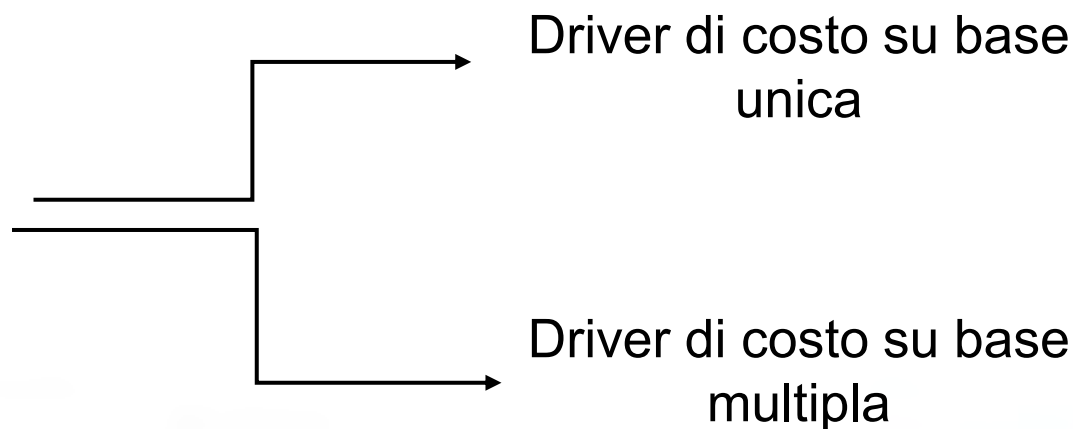 Driver di costo su base
unica
Driver di costo su base
multipla